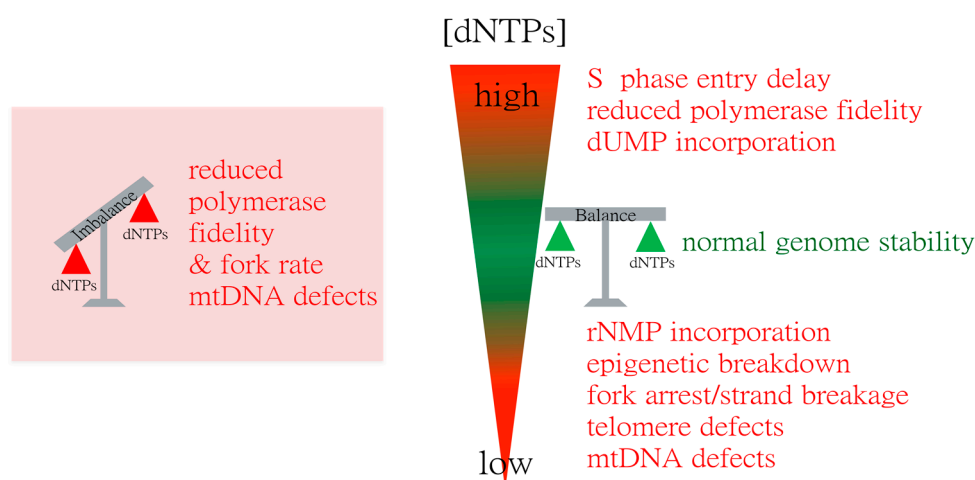 [dNTPs]
high
S phase entry delay
reduced polymerase fidelity
dUMP incorporation
Imbalance
dNTPs
dNTPs
reduced
polymerase
fidelity
& fork rate
mtDNA defects
Balance
dNTPs
dNTPs
normal genome stability
rNMP incorporation
epigenetic breakdown
fork arrest/strand breakage
telomere defects
mtDNA defects
low